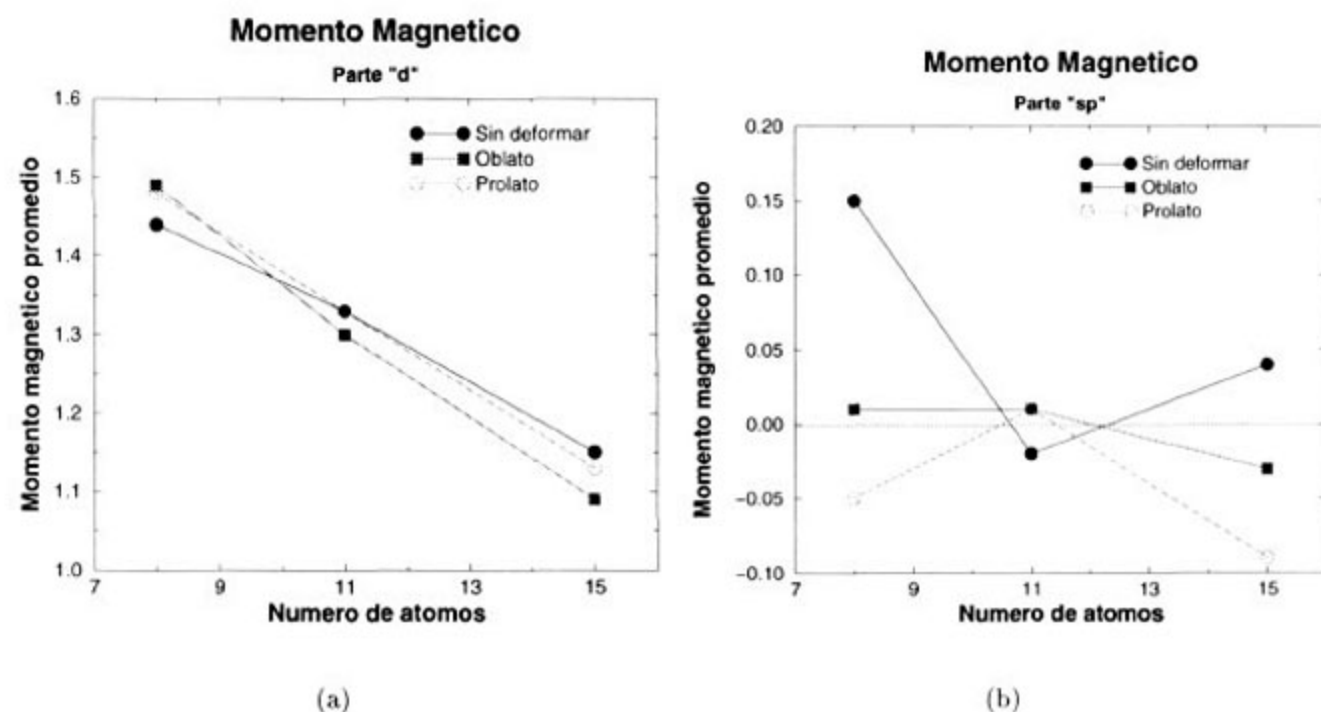 Momento Magnetico
Parte "d"
1.6
1.5
1.4
1.3
1.2
1.1
1.0
7
9
11
13
15
Momento magnetico promedio
Numero de atomos
Sin deformar
Oblato
Prolato
(a)
Momento Magnetico
Parte "sp"
0.20
0.15
0.10
0.05
0.00
−0.05
−0.10
7
9
11
13
15
Momento magnetico promedio
Numero de atomos
Sin deformar
Oblato
Prolato
(b)